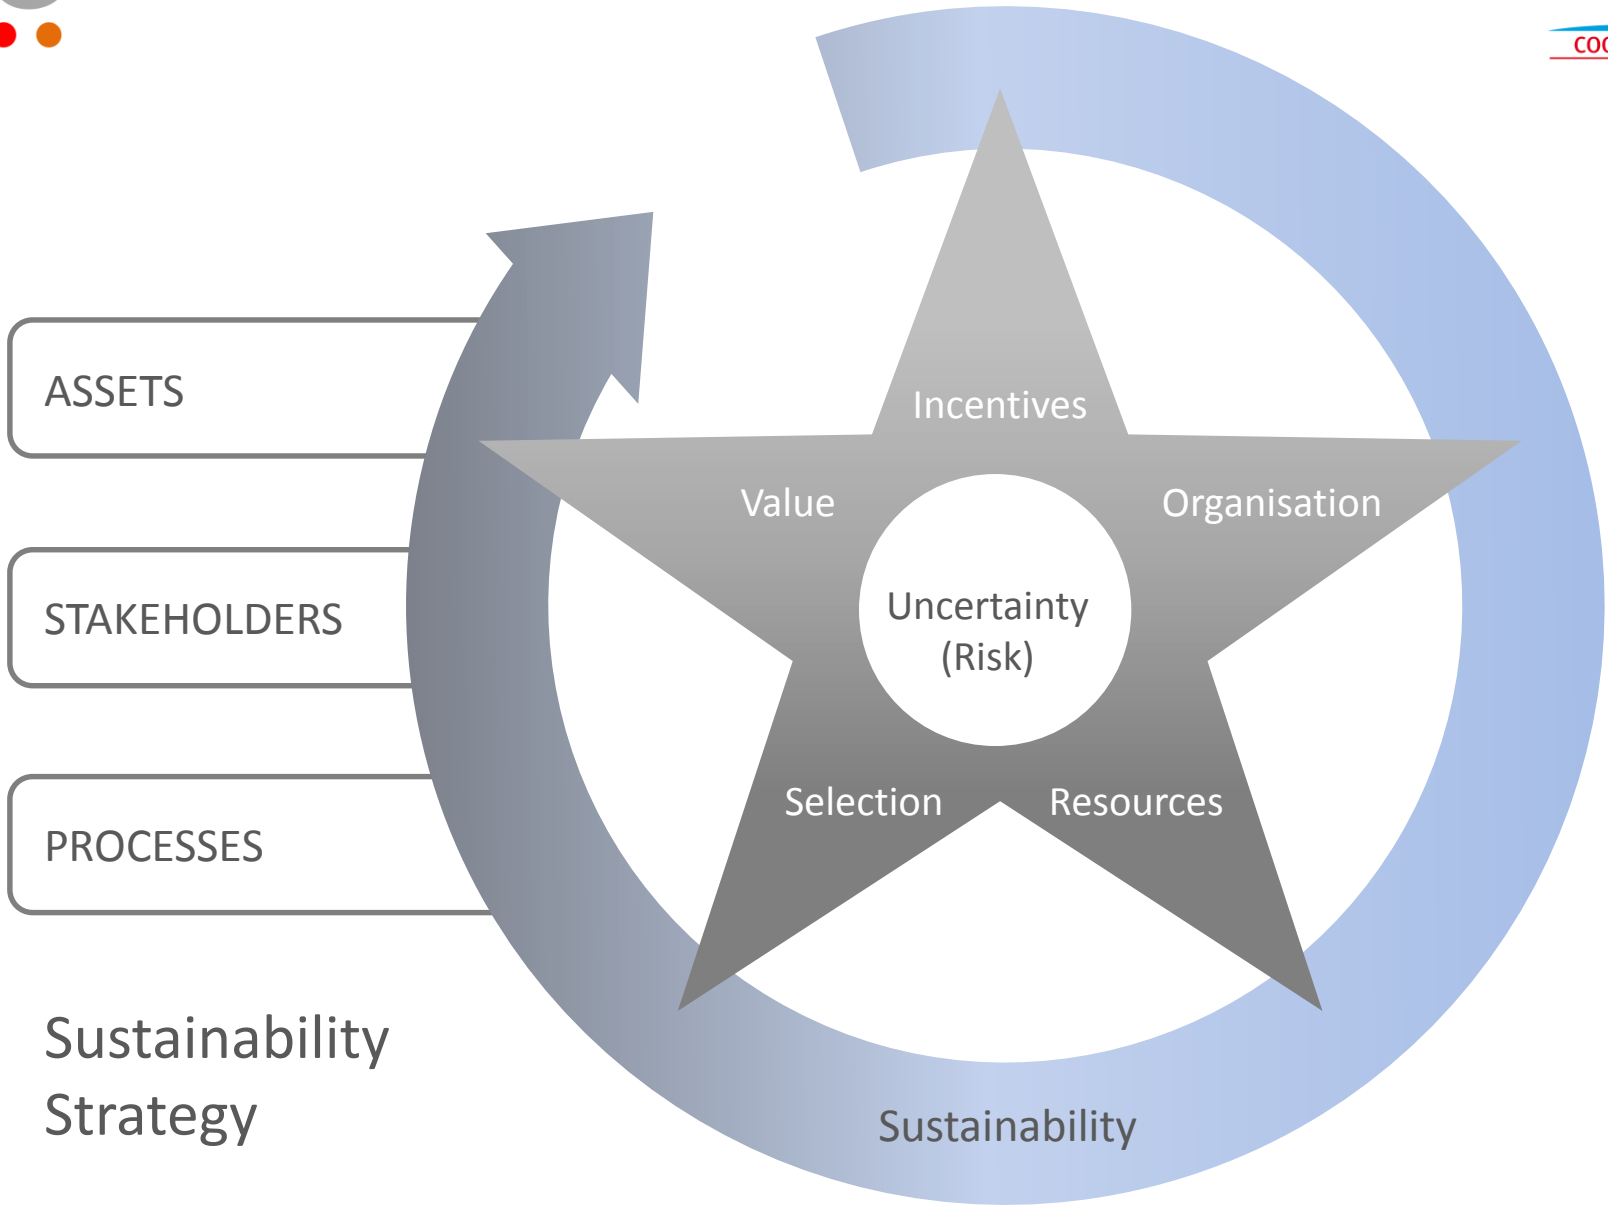 ASSETS
STAKEHOLDERS
PROCESSES
Sustainability
Strategy
Incentives
Value
Organisation
Uncertainty
(Risk)
Selection
Resources
Sustainability